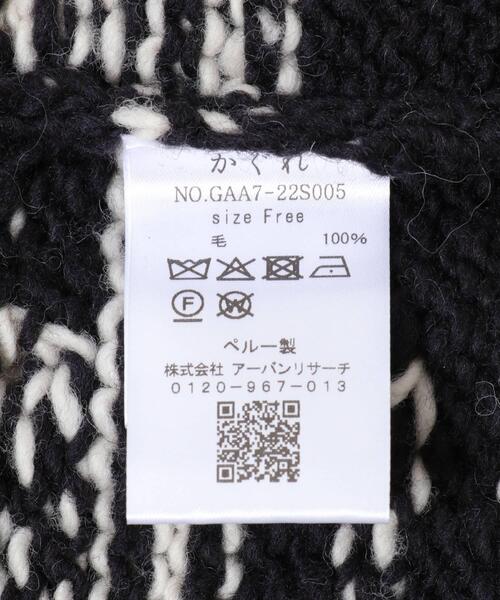 かぐれ
NO.GAA7-22S005
size Free
毛 100%
F
W
ペルー製
株式会社 アーバンリサーチ
0120-967-013